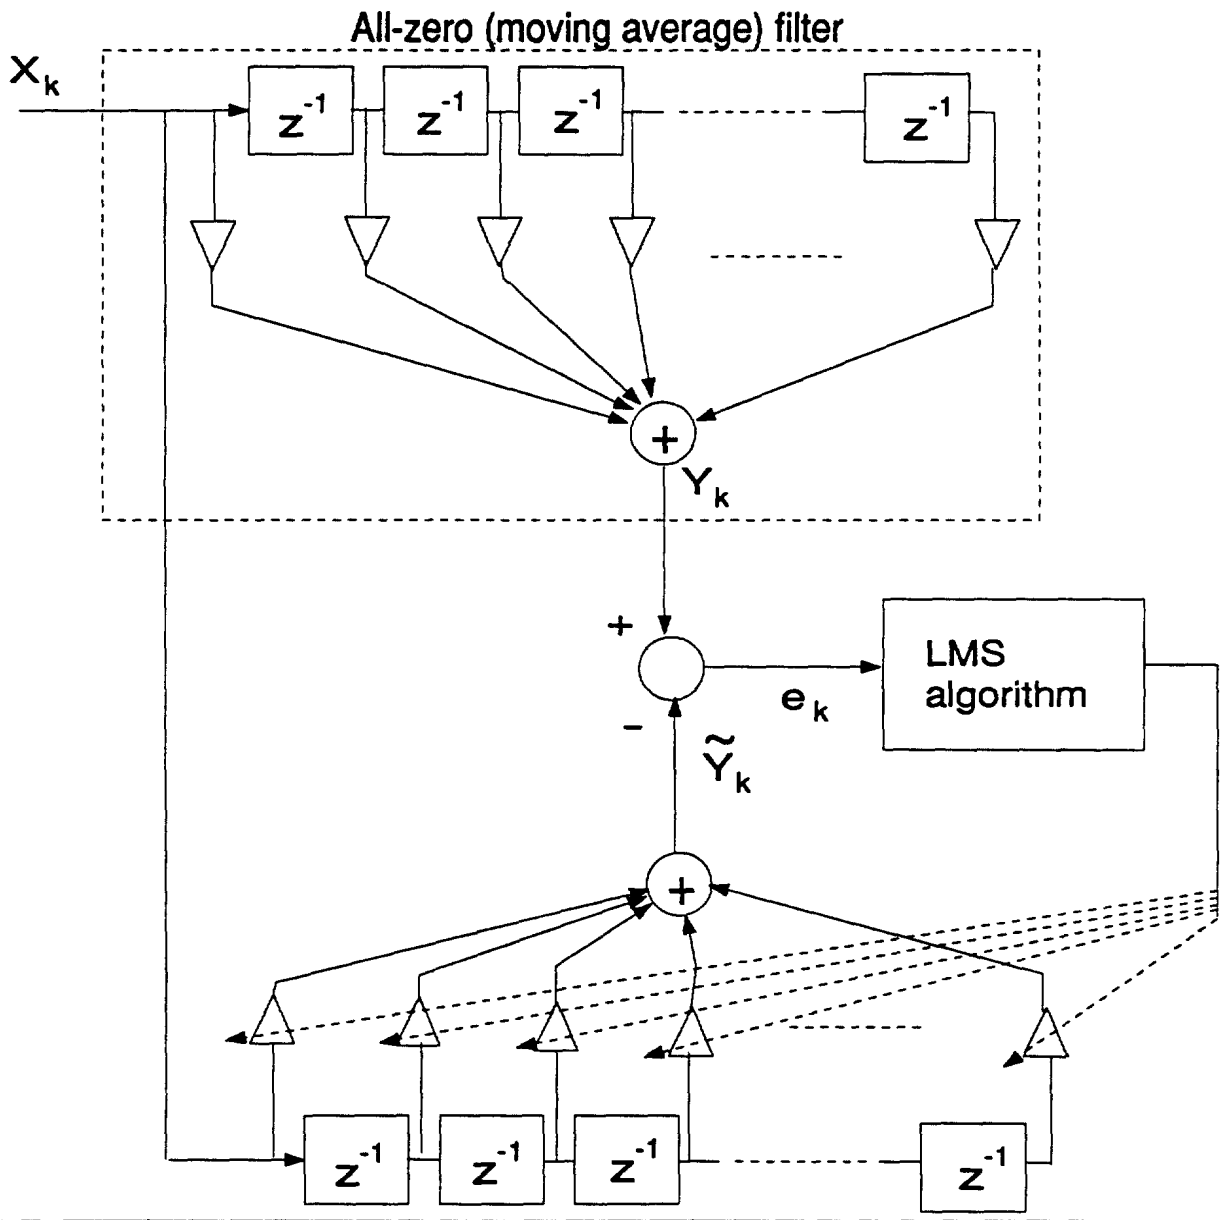 All-zero (moving average) filter
X_k
z^-1 z^-1 z^-1 z^-1
+
Y_k
+
LMS
algorithm
e_k
-
Ỹ_k
+
z^-1 z^-1 z^-1 z^-1